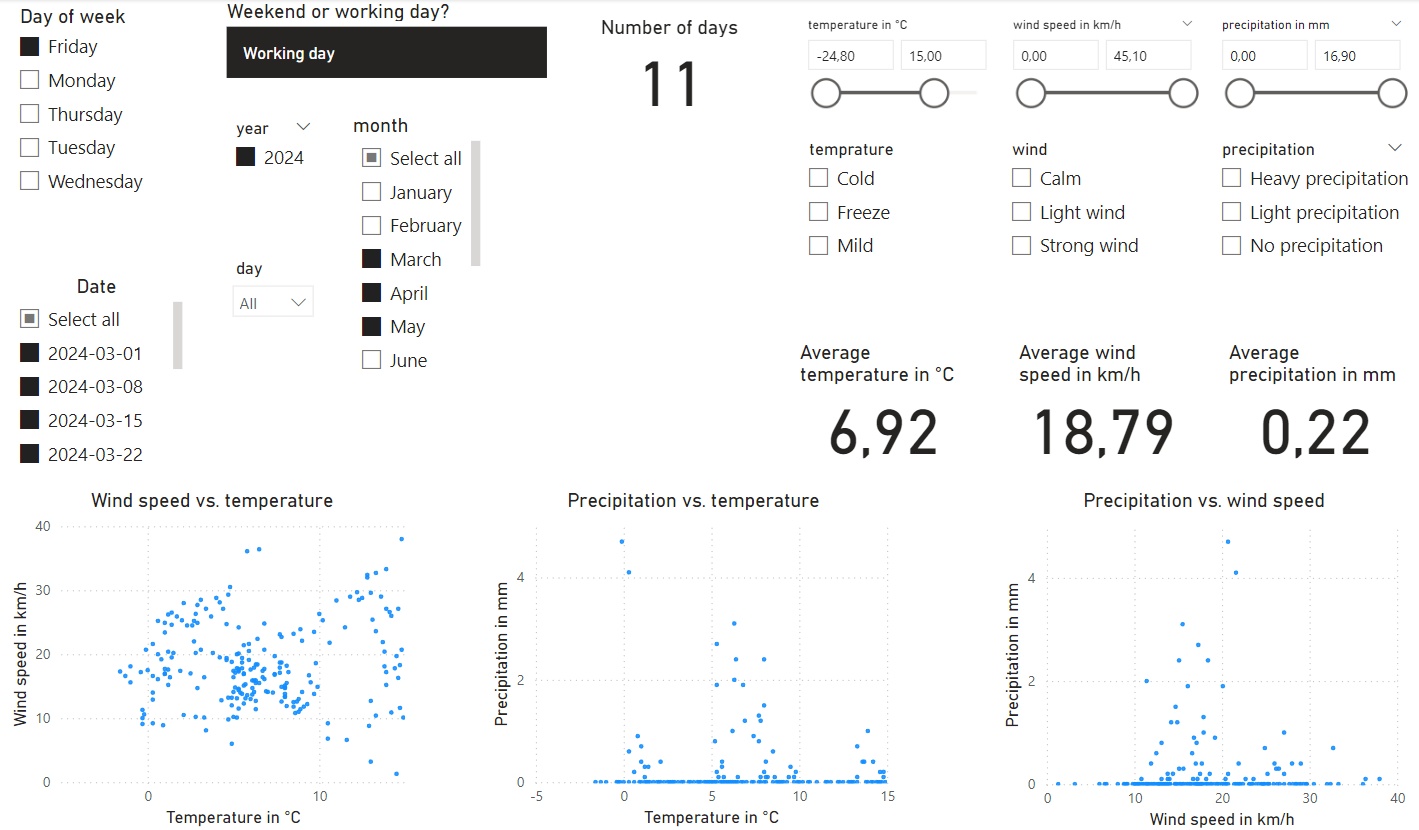 Day of week
Friday
Monday
Thursday
Tuesday
Wednesday
Weekend or working day?
Working day
year
2024
month
Select all
January
February
March
April
May
June
day
All
Date
Select all
2024-03-01
2024-03-08
2024-03-15
2024-03-22
Number of days
11
temperature in °C
-24,80
15,00
wind speed in km/h
0,00
45,10
precipitation in mm
0,00
16,90
temprature
Cold
Freeze
Mild
wind
Calm
Light wind
Strong wind
precipitation
Heavy precipitation
Light precipitation
No precipitation
Average
temperature in °C
6,92
Average wind
speed in km/h
18,79
Average
precipitation in mm
0,22
Wind speed vs. temperature
Wind speed in km/h
40
30
20
10
0
0
10
Temperature in °C
Precipitation vs. temperature
Precipitation in mm
4
2
0
-5
0
5
10
15
Temperature in °C
Precipitation vs. wind speed
Precipitation in mm
4
2
0
0
10
20
30
40
Wind speed in km/h